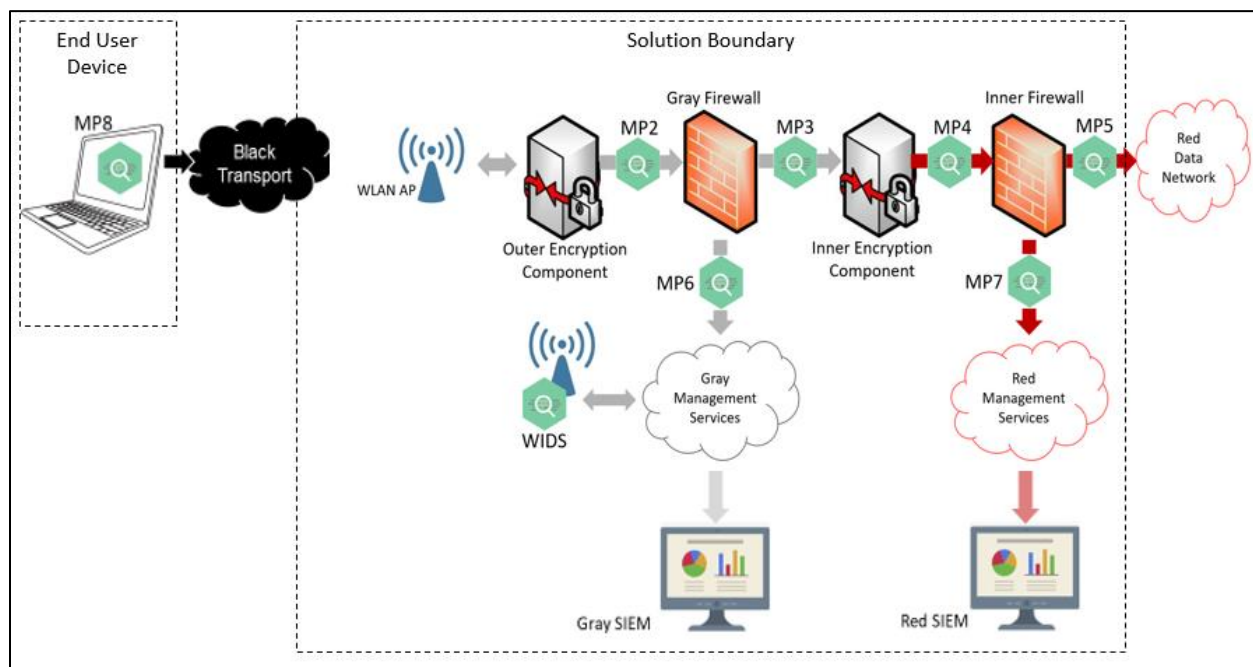 End User
Device
Solution Boundary
MP8
Black
Transport
WLAN AP
Outer Encryption
Component
MP2
Gray Firewall
MP3
Inner Encryption
Component
MP4
Inner Firewall
MP5
Red
Data
Network
MP6
MP7
WIDS
Gray
Management
Services
Red
Management
Services
Gray SIEM
Red SIEM